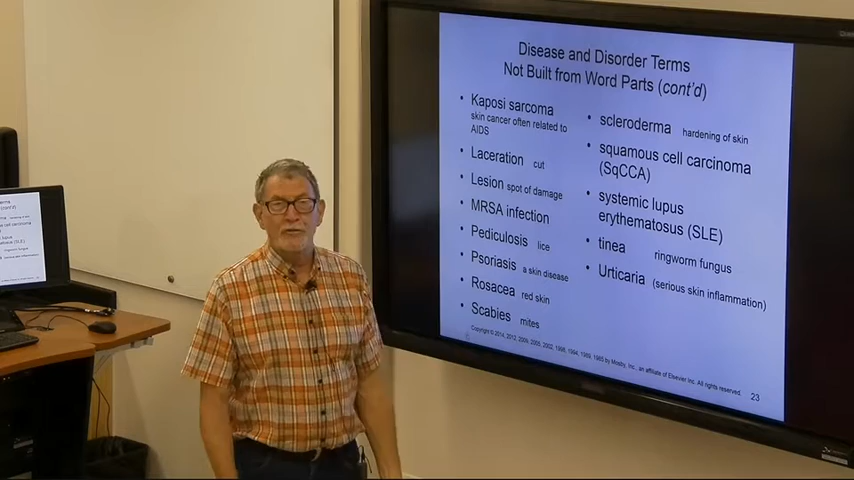 Disease and Disorder Terms
Not Built from Word Parts (cont'd)
• Kaposi sarcoma
skin cancer often related to
AIDS
• Laceration cut
• Lesion spot of damage
• MRSA infection
• Pediculosis lice
• Psoriasis a skin disease
• Rosacea red skin
• Scabies mites
• scleroderma hardening of skin
• squamous cell carcinoma
(SqCCA)
• systemic lupus
erythematosus (SLE)
• tinea ringworm fungus
• Urticaria (serious skin inflammation)
Copyright © 2014, 2012, 2009, 2005, 2002, 1998, 1994, 1989 by Mosby, Inc., an affiliate of Elsevier Inc. All rights reserved.
23